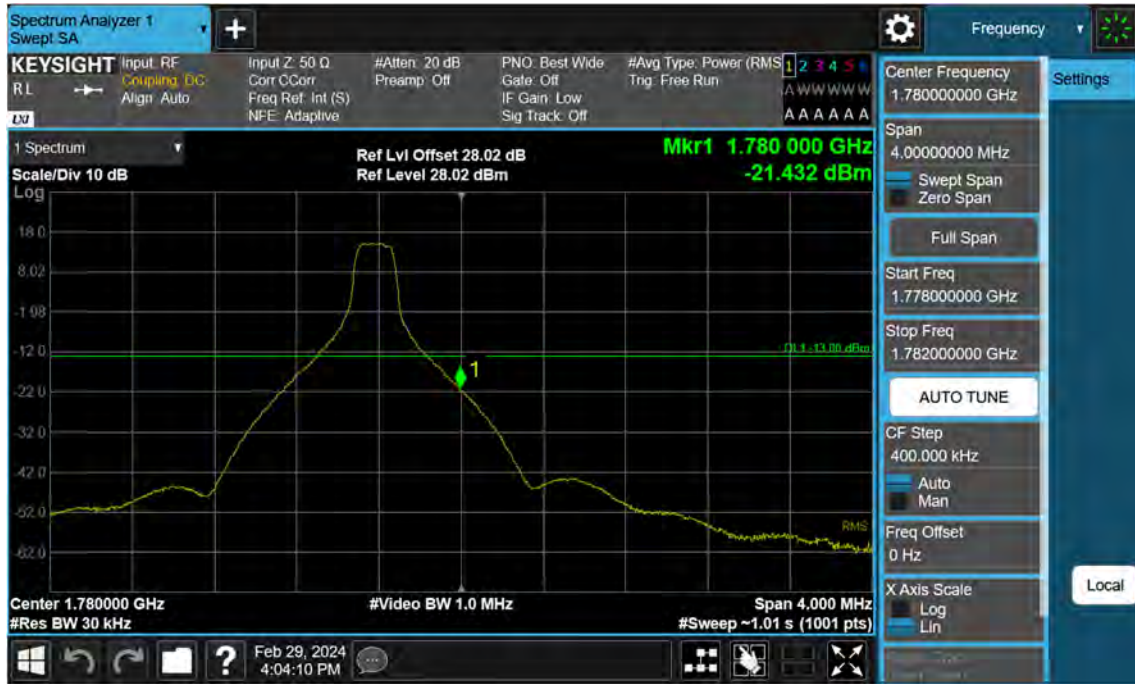 Spectrum Analyzer 1
Swept SA
+
Frequency
KEYSIGHT
R L
LXI
Input: RF
Coupling: DC
Align: Auto
Input Z: 50 Ω
Corr CCorr
Freq Ref: Int (S)
NFE: Adaptive
#Atten: 20 dB
Preamp: Off
PNO: Best Wide
Gate: Off
IF Gain: Low
Sig Track: Off
#Avg Type: Power (RMS
Trig: Free Run
1 2 3 4 5 6
A W W W W W
A A A A A A
1 Spectrum
Scale/Div 10 dB
Ref Lvl Offset 28.02 dB
Ref Level 28.02 dBm
Mkr1 1.780 000 GHz
-21.432 dBm
Log
18.0
8.02
-1.98
-12.0
-22.0
-32.0
-42.0
-52.0
-62.0
DL1 -13.00 dBm
1
RMS
Center 1.780000 GHz
#Res BW 30 kHz
#Video BW 1.0 MHz
Span 4.000 MHz
#Sweep ~1.01 s (1001 pts)
Center Frequency
1.780000000 GHz
Span
4.00000000 MHz
Swept Span
Zero Span
Full Span
Start Freq
1.778000000 GHz
Stop Freq
1.782000000 GHz
AUTO TUNE
CF Step
400.000 kHz
Auto
Man
Freq Offset
0 Hz
X Axis Scale
Log
Lin
Settings
Local
?
Feb 29, 2024
4:04:10 PM